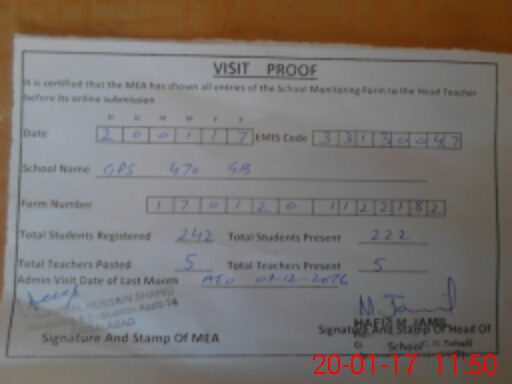 VISIT PROOF
It is certified that the MEA has shown all entries of the School Monitoring Form to the Head Teacher
before its online submission
D D M M Y Y
Date 2 0 0 1 1 7 EMIS Code 3 3 1 3 0 0 4 7
School Name GPS 470 GB
Form Number 1 7 0 1 2 0 1 1 2 2 1 8 2
Total Students Registered 242 Total Students Present 222
Total Teachers Posted 5 Total Teachers Present 5
Admin Visit Date of Last Month AEO 01-12-2016
HUSSAIN SHAHID
M. Jamil
HAFIZ M. JAMIL
Signature And Stamp Of MEA
Signature And Stamp Of Head Of
School
20-01-17 11:50